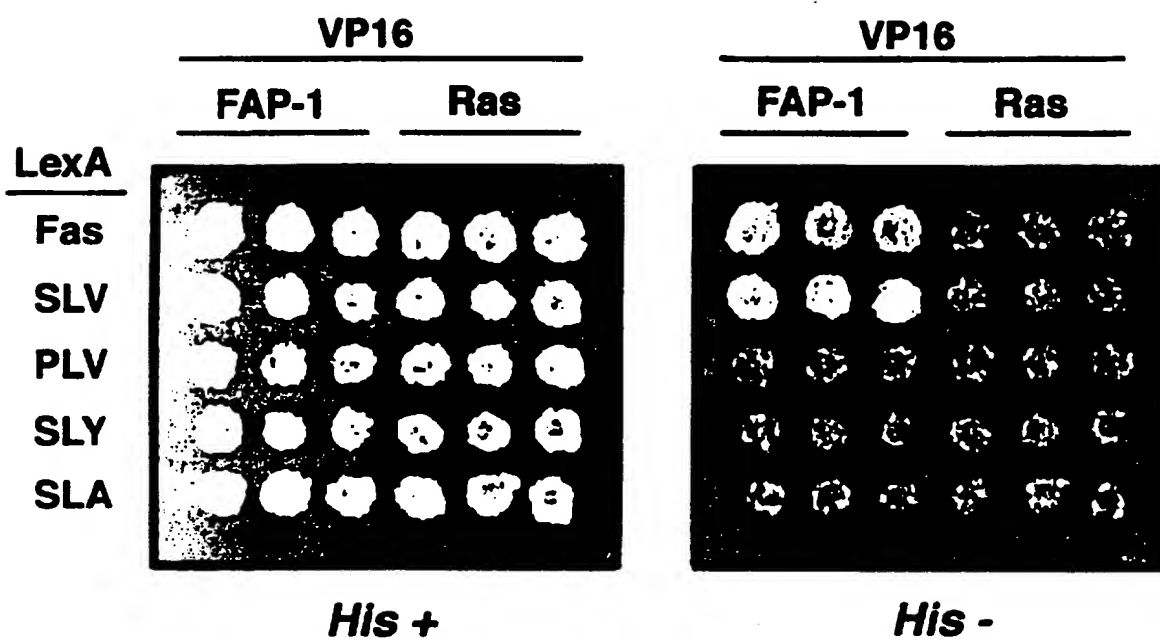 VP16 VP16
FAP-1 Ras FAP-1 Ras
LexA
Fas
SLV
PLV
SLY
SLA
His + His -